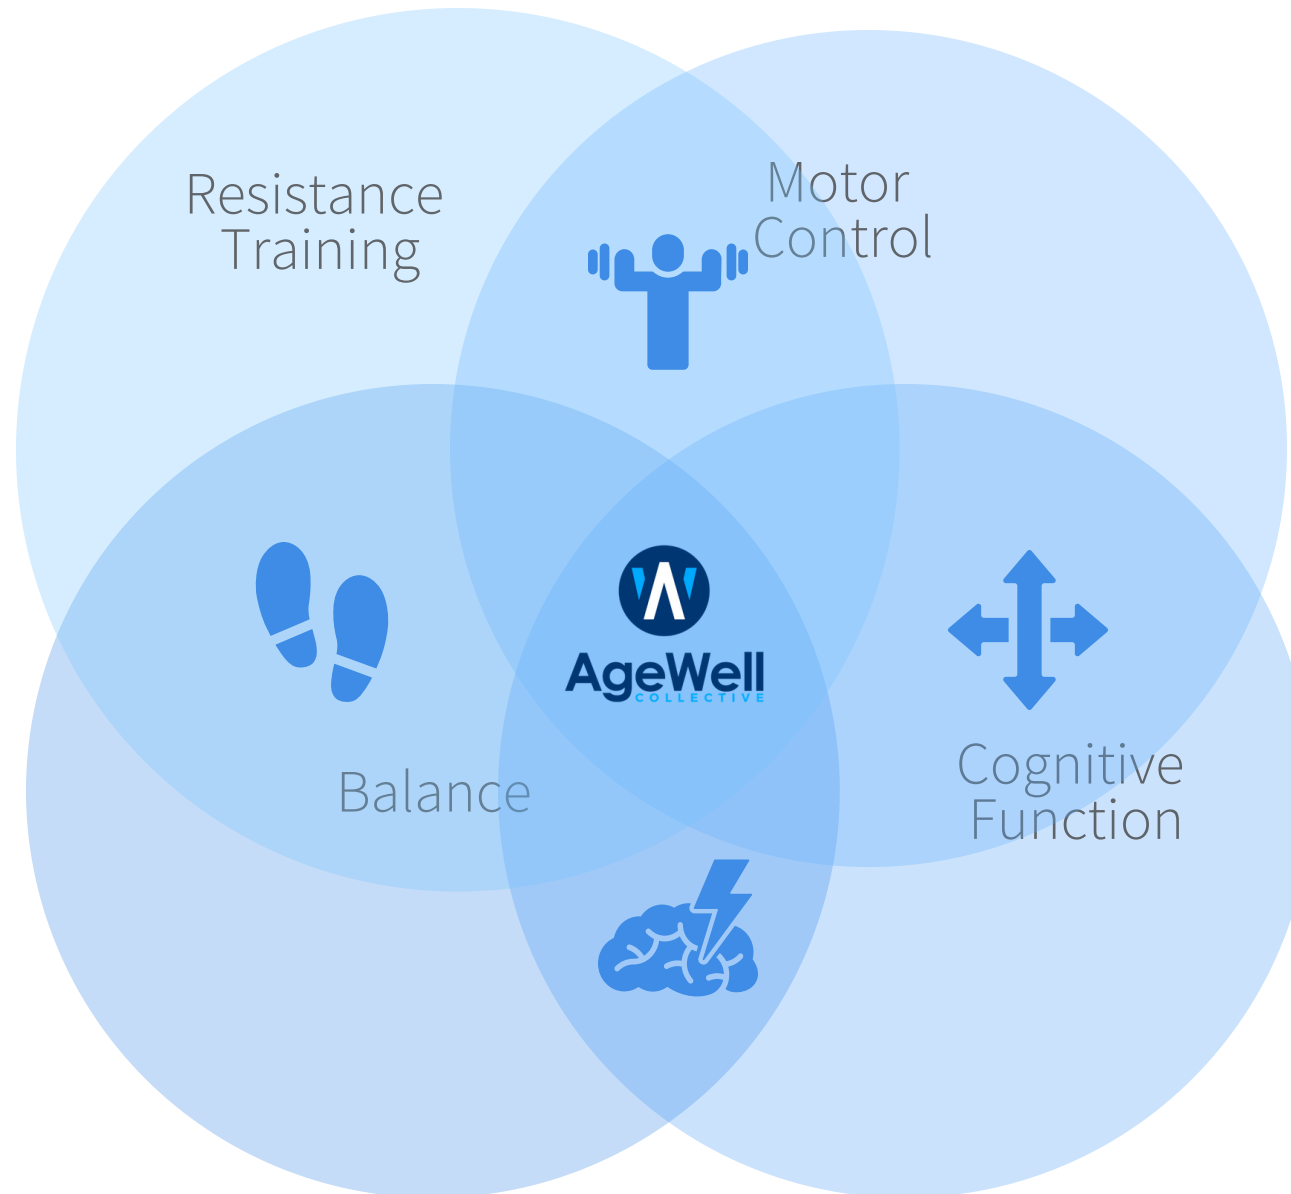 Resistance
Training
Motor
Control
AgeWell
COLLECTIVE
Balance
Cognitive
Function